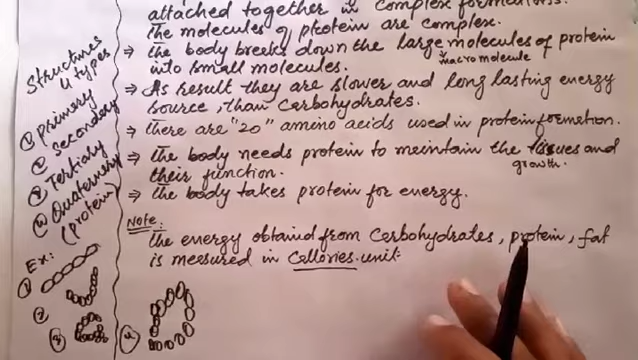 Structures
4 types
① Primary
② Secondary
③ Tertiary
④ Quaternary
(protein)
Ex:
①
②
③
④
attached together in complex formations.
The molecules of protein are complex.
⇒ the body breaks down the large molecules of protein
macromolecule
into small molecules.
⇒ As result they are slower and long lasting energy
source, than carbohydrates.
⇒ there are "20" amino acids used in protein formation.
⇒ the body needs protein to meintain the tissues and
growth.
their function.
⇒ the body takes protein for energy.
Note:
The energy obtained from Carbohydrates, protein, fat
is measured in Callories unit.